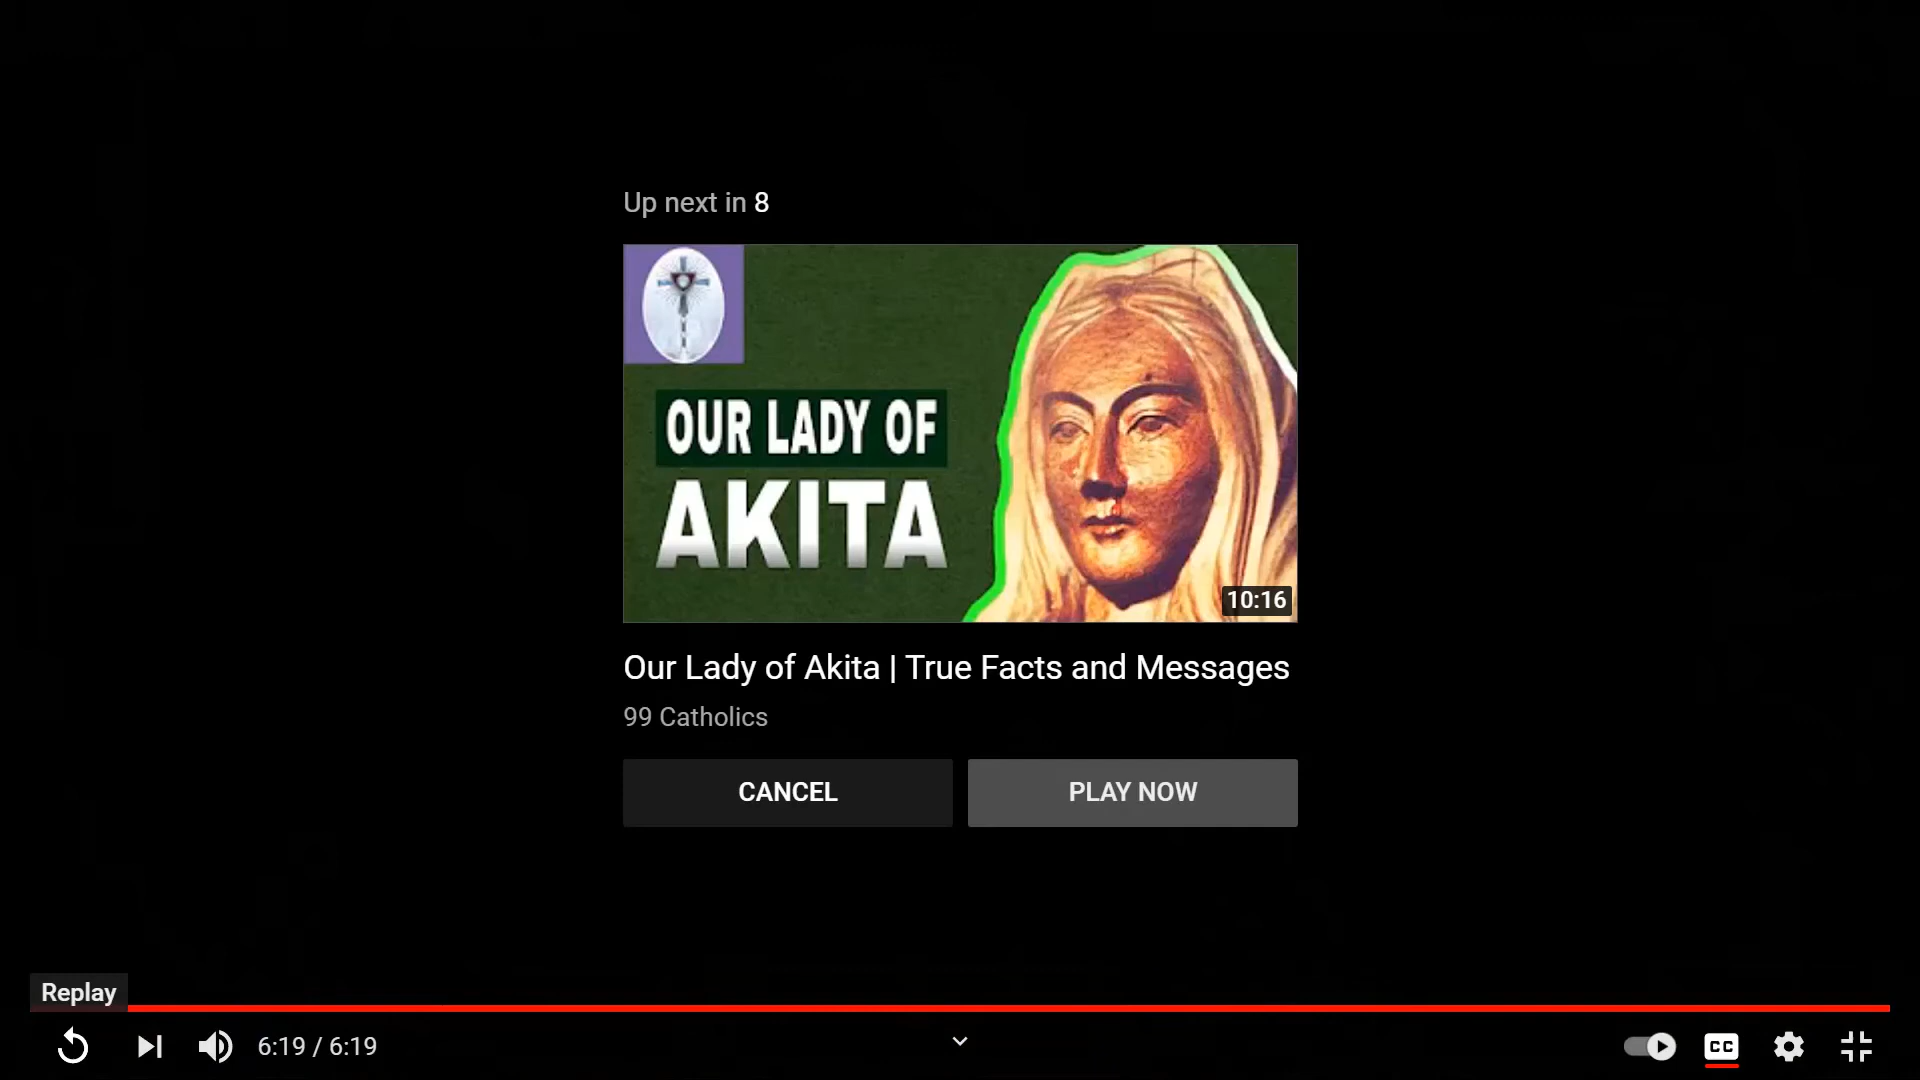 Up next in 8
OUR LADY OF
AKITA
10:16
Our Lady of Akita | True Facts and Messages
99 Catholics
CANCEL
PLAY NOW
Replay
6:19 / 6:19
CC